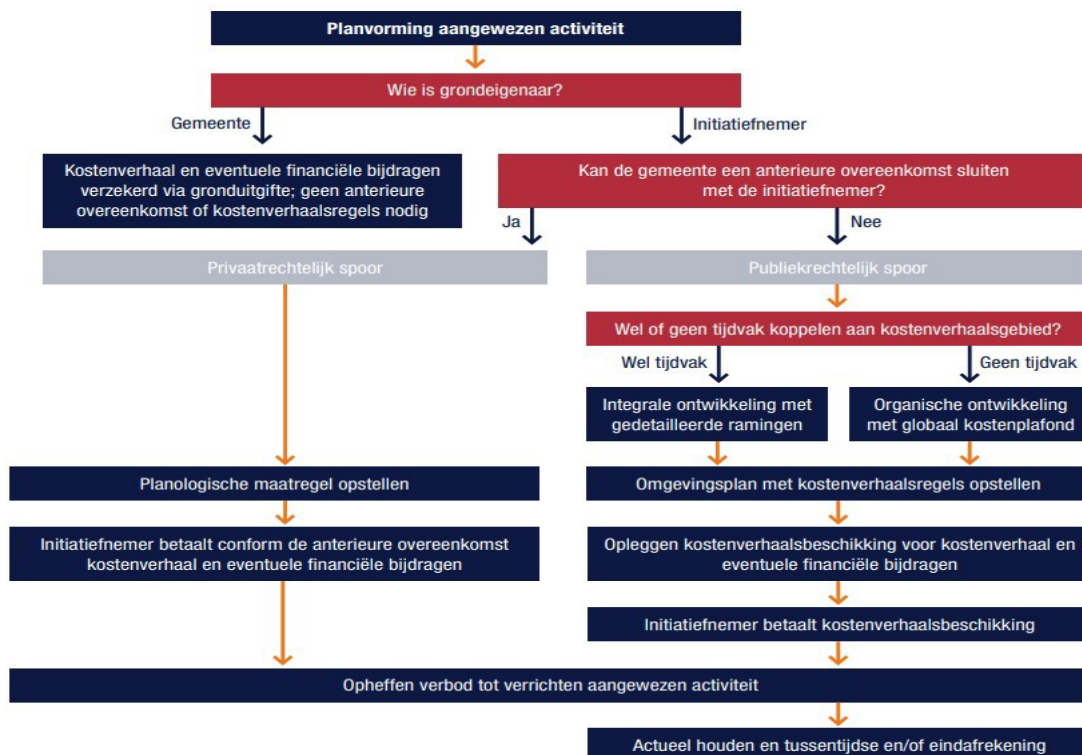 Planvorming aangewezen activiteit
Wie is grondeigenaar?
Gemeente
Initiatiefnemer
Kostenverhaal en eventuele financiële bijdragen
verzekerd via gronduitgifte; geen anterieure
overeenkomst of kostenverhaalsregels nodig
Kan de gemeente een anterieure overeenkomst sluiten
met de initiatiefnemer?
Ja
Nee
Privaatrechtelijk spoor
Publiekrechtelijk spoor
Wel of geen tijdvak koppelen aan kostenverhaalsgebied?
Wel tijdvak
Geen tijdvak
Integrale ontwikkeling met
gedetailleerde ramingen
Organische ontwikkeling
met globaal kostenplafond
Planologische maatregel opstellen
Omgevingsplan met kostenverhaalsregels opstellen
Initiatiefnemer betaalt conform de anterieure overeenkomst
kostenverhaal en eventuele financiële bijdragen
Opleggen kostenverhaalsbeschikking voor kostenverhaal en
eventuele financiële bijdragen
Initiatiefnemer betaalt kostenverhaalsbeschikking
Opheffen verbod tot verrichten aangewezen activiteit
Actueel houden en tussentijdse en/of eindafrekening